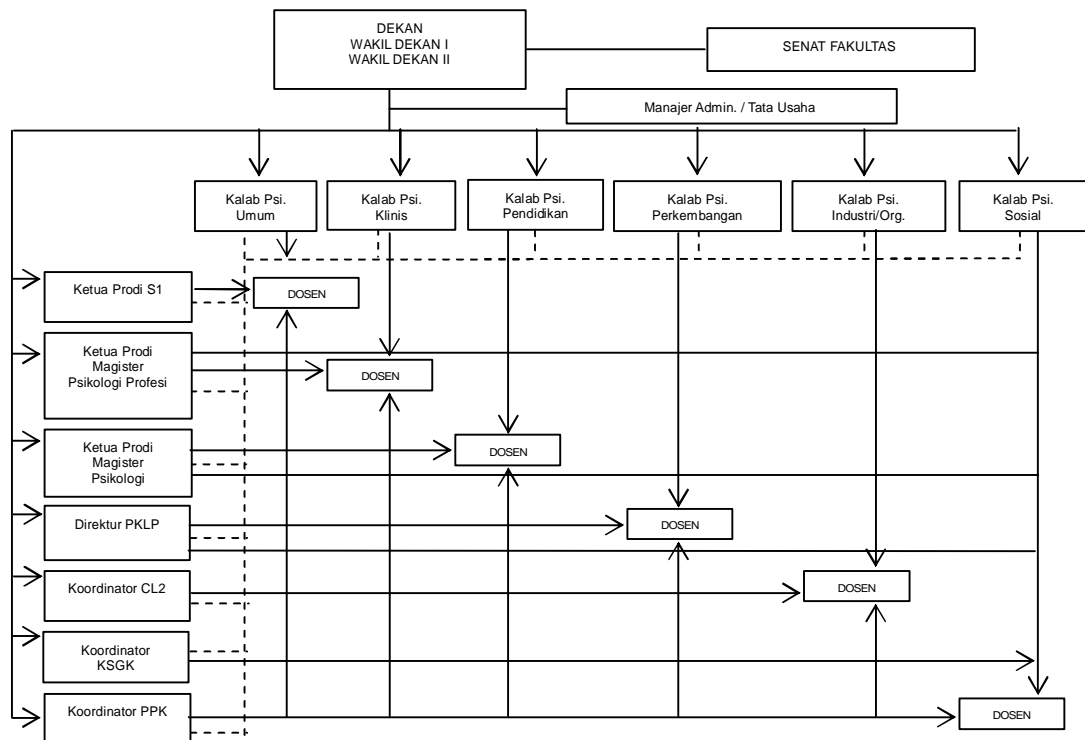 DEKAN
WAKIL DEKAN I
WAKIL DEKAN II
SENAT FAKULTAS
Manajer Admin. / Tata Usaha
Kalab Psi.
Umum
Kalab Psi.
Klinis
Kalab Psi.
Pendidikan
Kalab Psi.
Perkembangan
Kalab Psi.
Industri/Org.
Kalab Psi.
Sosial
Ketua Prodi S1
DOSEN
Ketua Prodi
Magister
Psikologi Profesi
DOSEN
Ketua Prodi
Magister
Psikologi
DOSEN
Direktur PKLP
DOSEN
Koordinator CL2
DOSEN
Koordinator
KSGK
Koordinator PPK
DOSEN